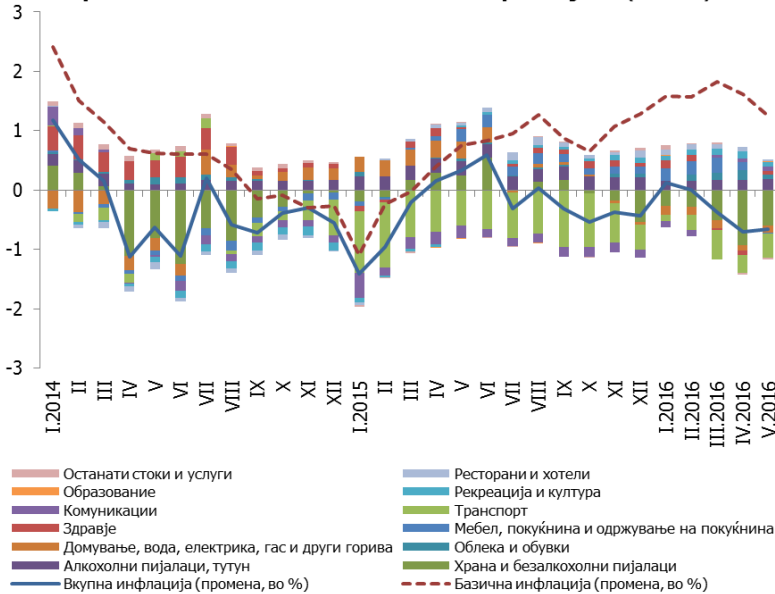 3
2
1
0
-1
-2
-3
I.2014
II
III
IV
V
VI
VII
VIII
IX
X
XI
XII
I.2015
II
III
IV
V
VI
VII
VIII
IX
X
XI
XII
I.2016
II.2016
III.2016
IV.2016
V.2016
Останати стоки и услуги
Ресторани и хотели
Образование
Рекреација и култура
Комуникации
Транспорт
Здравје
Мебел, покуќнина и одржување на покуќнина
Домување, вода, електрика, гас и други горива
Облека и обувки
Алкохолни пијалаци, тутун
Храна и безалкохолни пијалаци
Вкупна инфлација (промена, во %)
Базична инфлација (промена, во %)